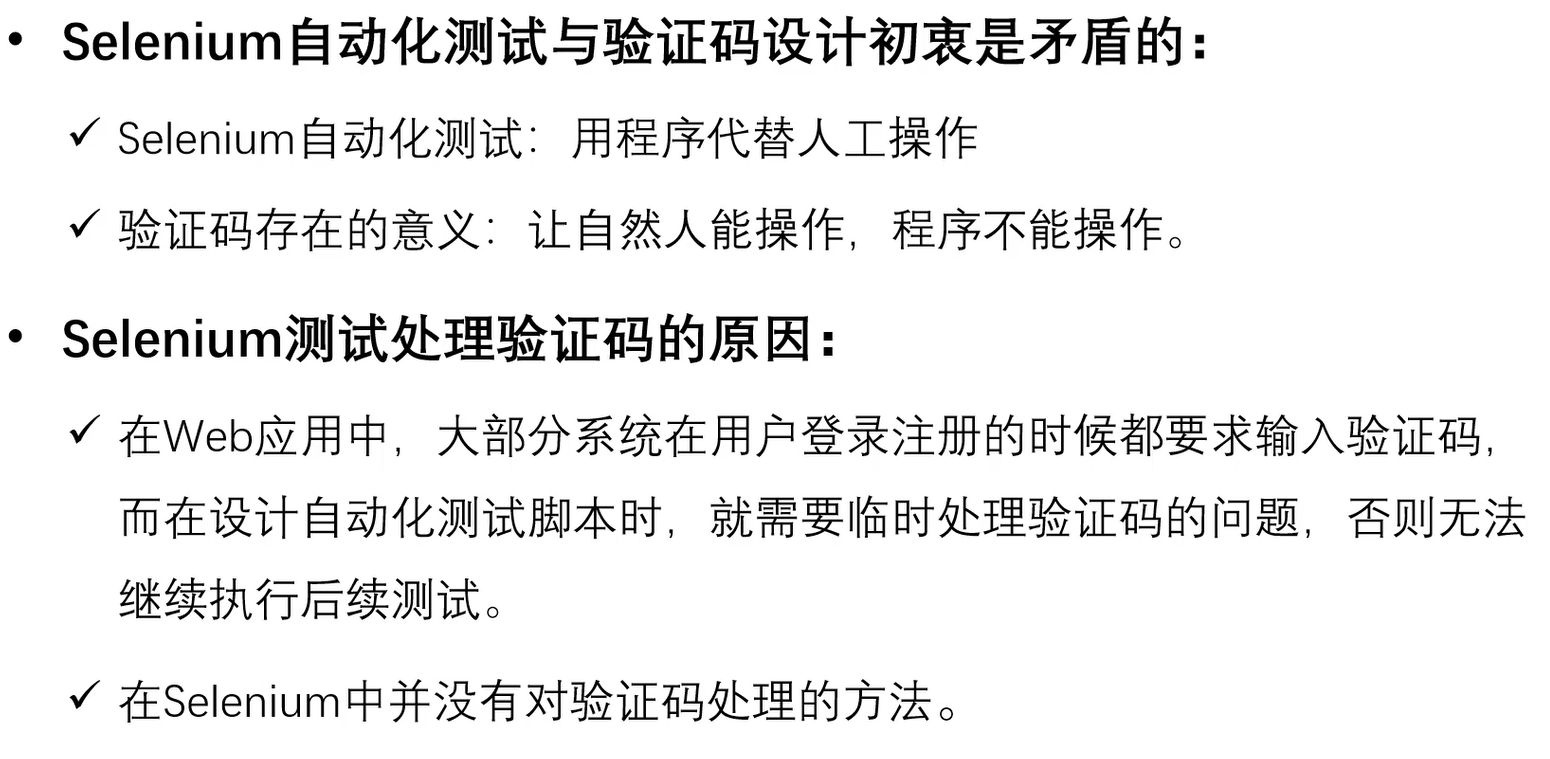 • Selenium自动化测试与验证码设计初衷是矛盾的：
✓ Selenium自动化测试：用程序代替人工操作
✓ 验证码存在的意义：让自然人能操作，程序不能操作。
• Selenium测试处理验证码的原因：
✓ 在Web应用中，大部分系统在用户登录注册的时候都要求输入验证码，
而在设计自动化测试脚本时，就需要临时处理验证码的问题，否则无法
继续执行后续测试。
✓ 在Selenium中并没有对验证码处理的方法。